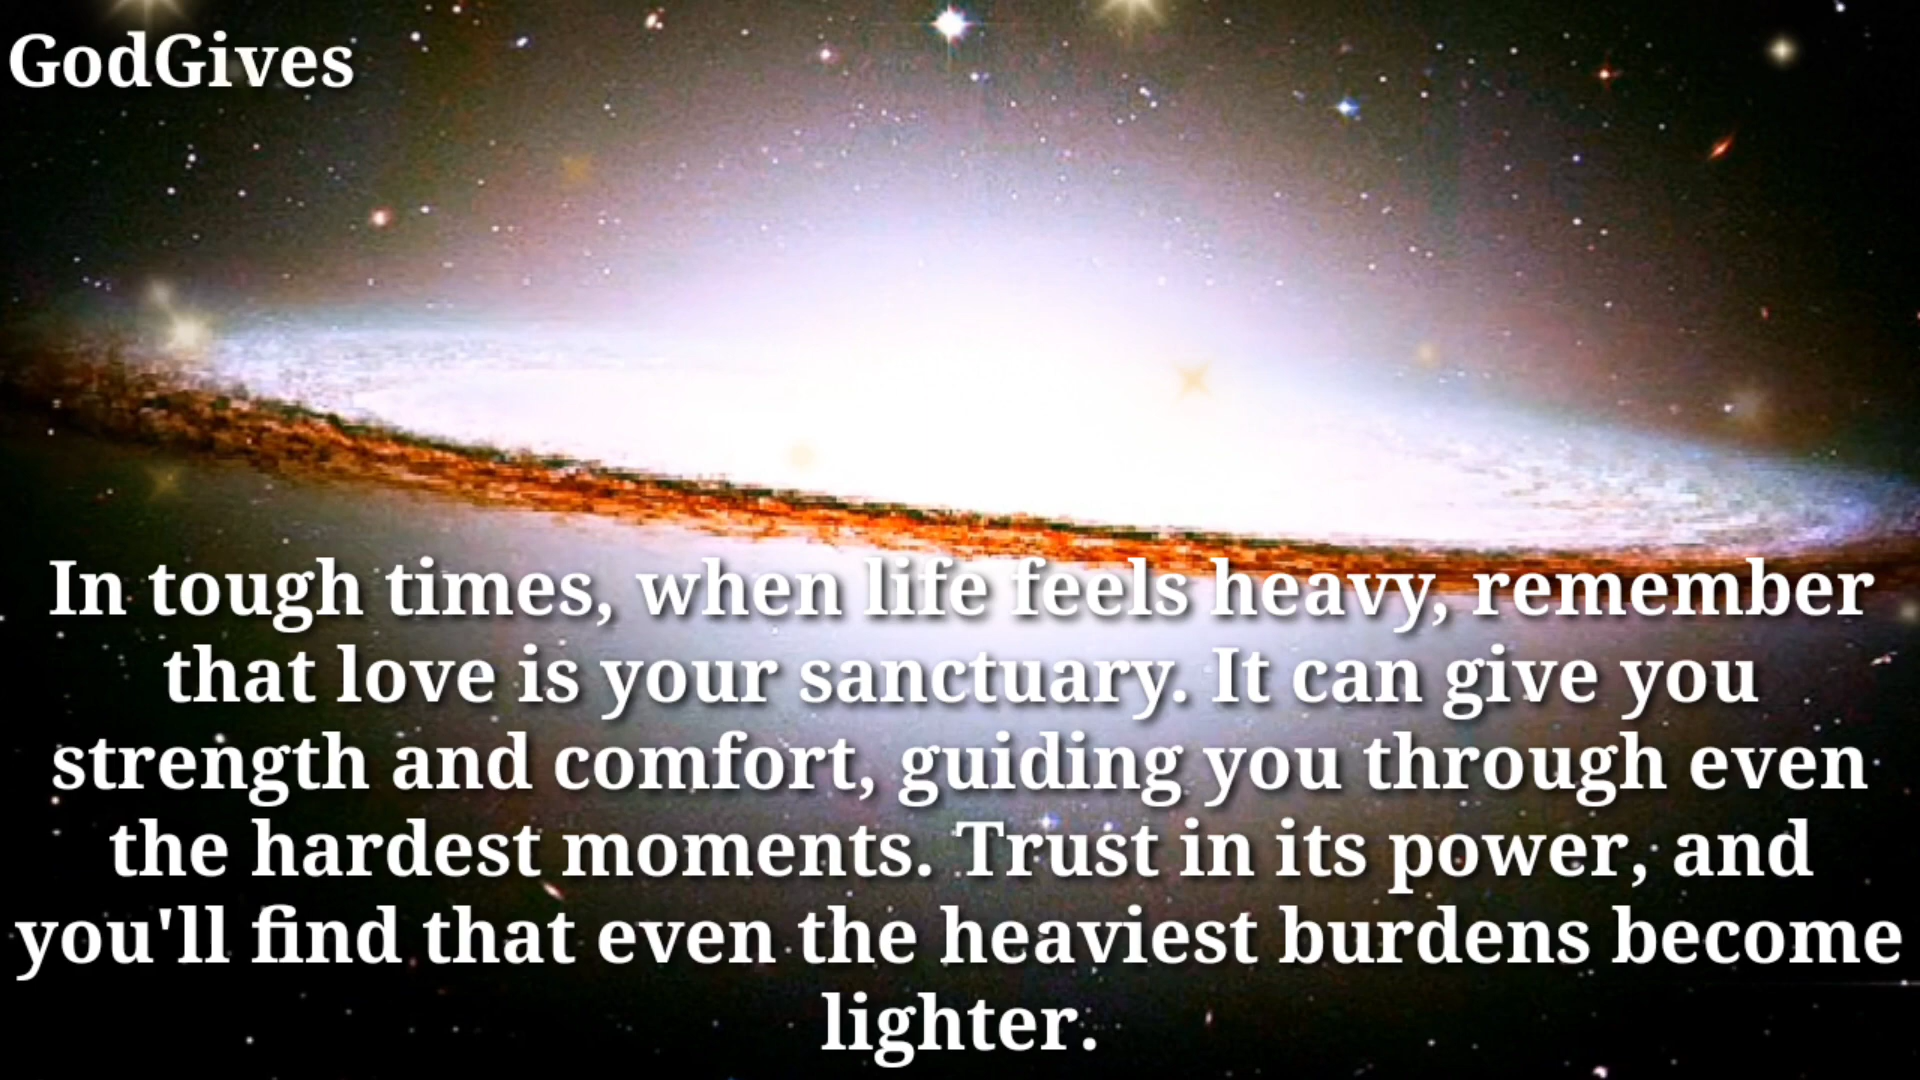 GodGives
In tough times, when life feels heavy, remember
that love is your sanctuary. It can give you
strength and comfort, guiding you through even
the hardest moments. Trust in its power, and
you'll find that even the heaviest burdens become
lighter.